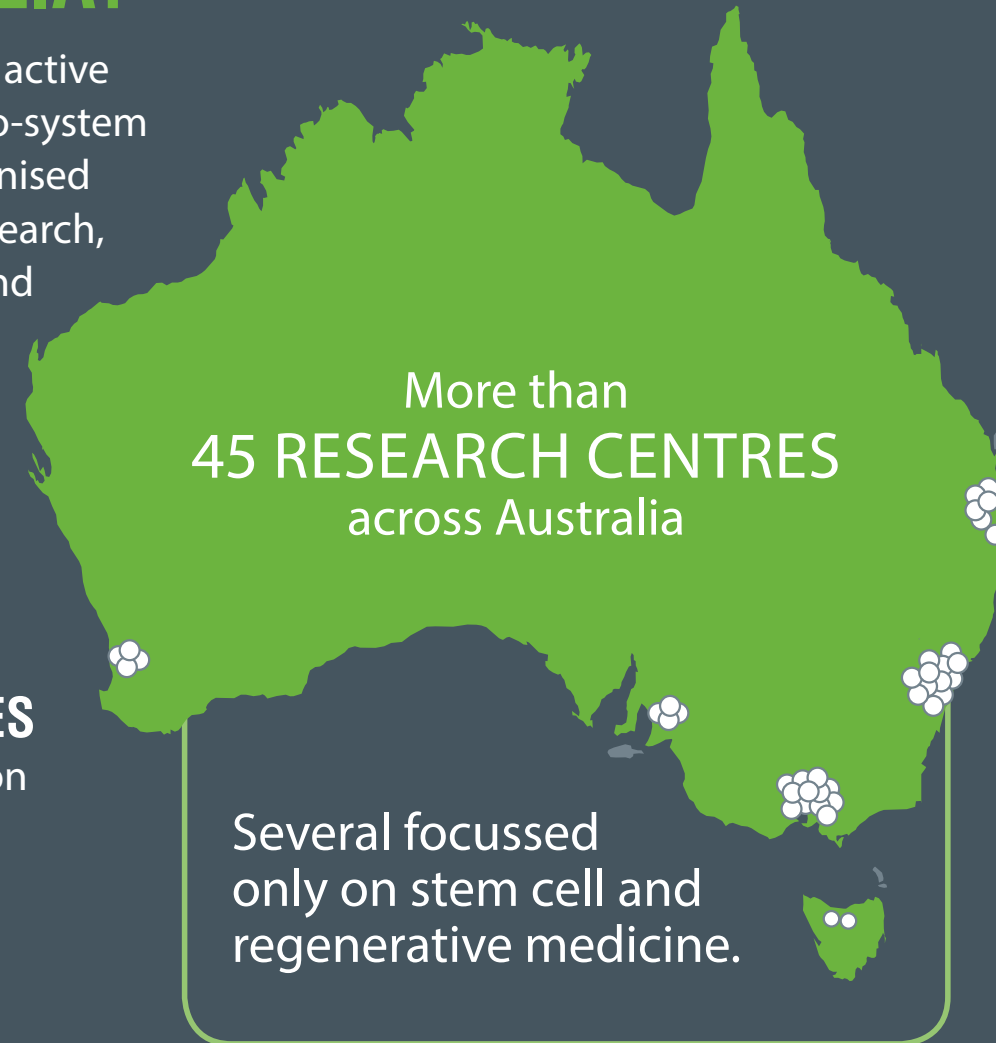 active
-system
nised
earch,
nd
More than
45 RESEARCH CENTRES
across Australia
ES
on
Several focussed
only on stem cell and
regenerative medicine.